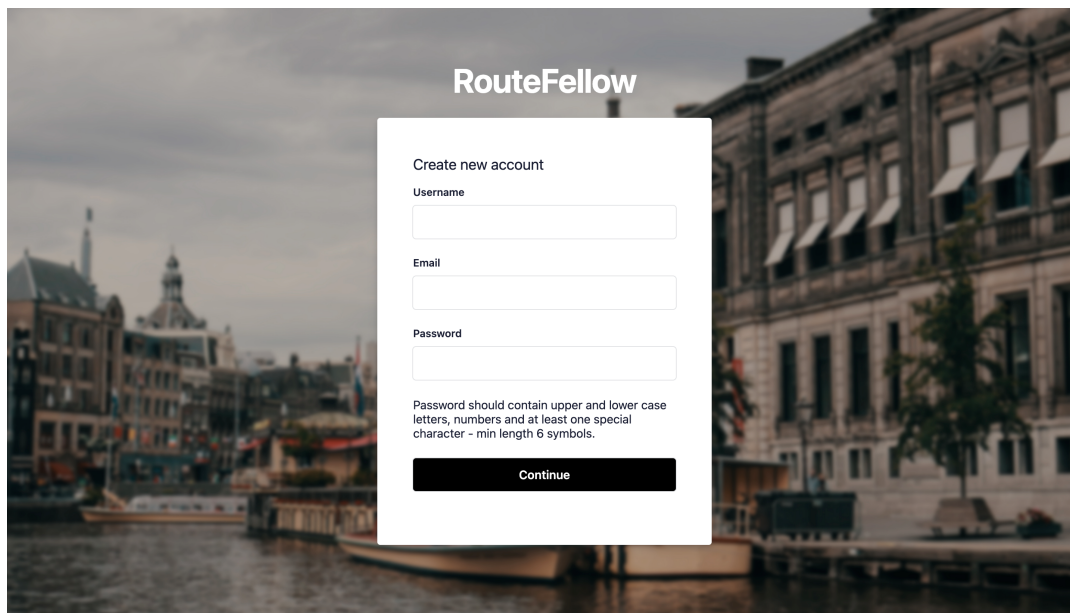 RouteFellow
Create new account
Username
Email
Password
Password should contain upper and lower case
letters, numbers and at least one special
character - min length 6 symbols.
Continue